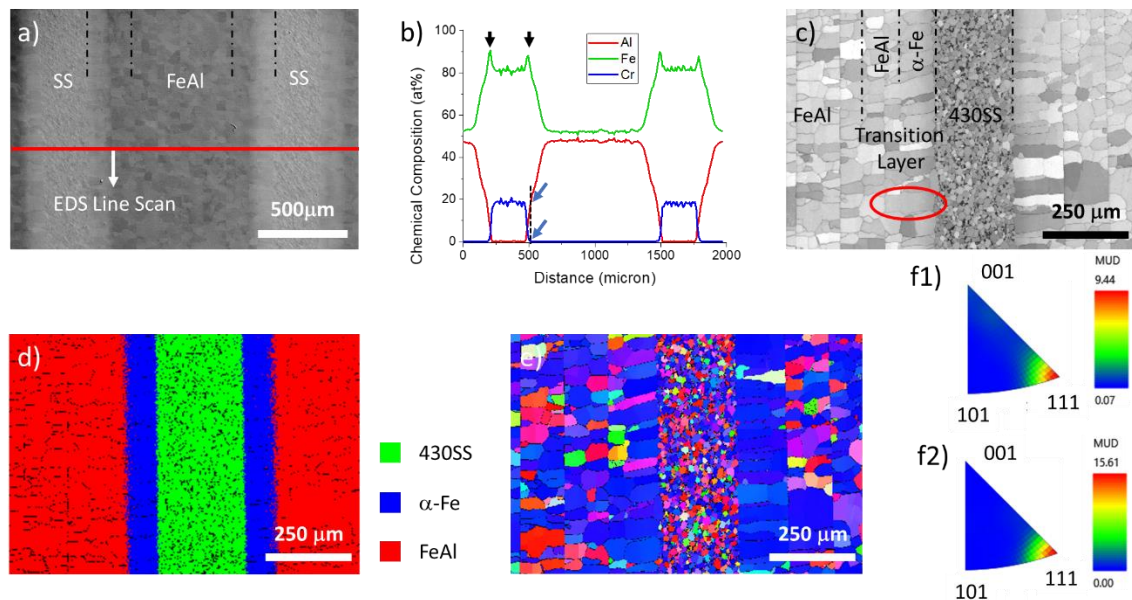 a)
SS
FeAl
SS
EDS Line Scan
500μm
b)
Chemical Composition (at%)
100
80
60
40
20
0
0
500
1000
1500
2000
Distance (micron)
Al
Fe
Cr
c)
FeAl
α-Fe
FeAl
430SS
Transition
Layer
250 μm
d)
250 μm
430SS
α-Fe
FeAl
e)
250 μm
f1)
001
101
111
MUD
9.44
0.07
f2)
001
101
111
MUD
15.61
0.00